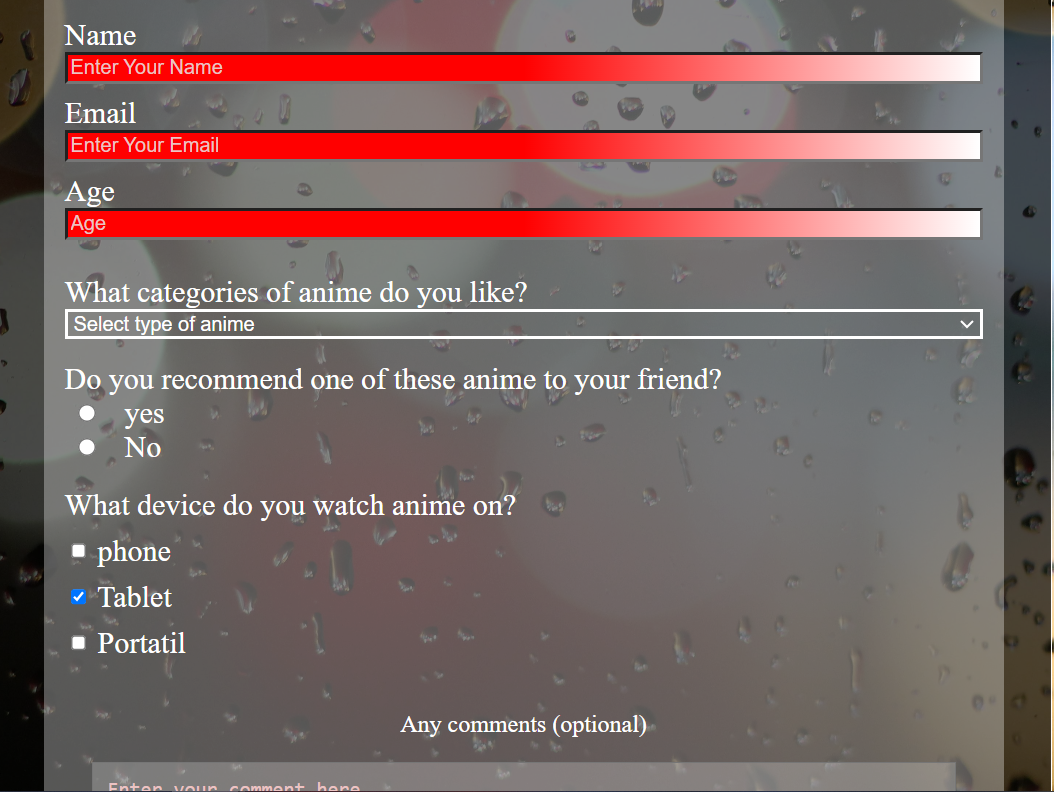 Name
Enter Your Name
Email
Enter Your Email
Age
Age
What categories of anime do you like?
Select type of anime
Do you recommend one of these anime to your friend?
yes
No
What device do you watch anime on?
phone
Tablet
Portatil
Any comments (optional)
Enter your comment here